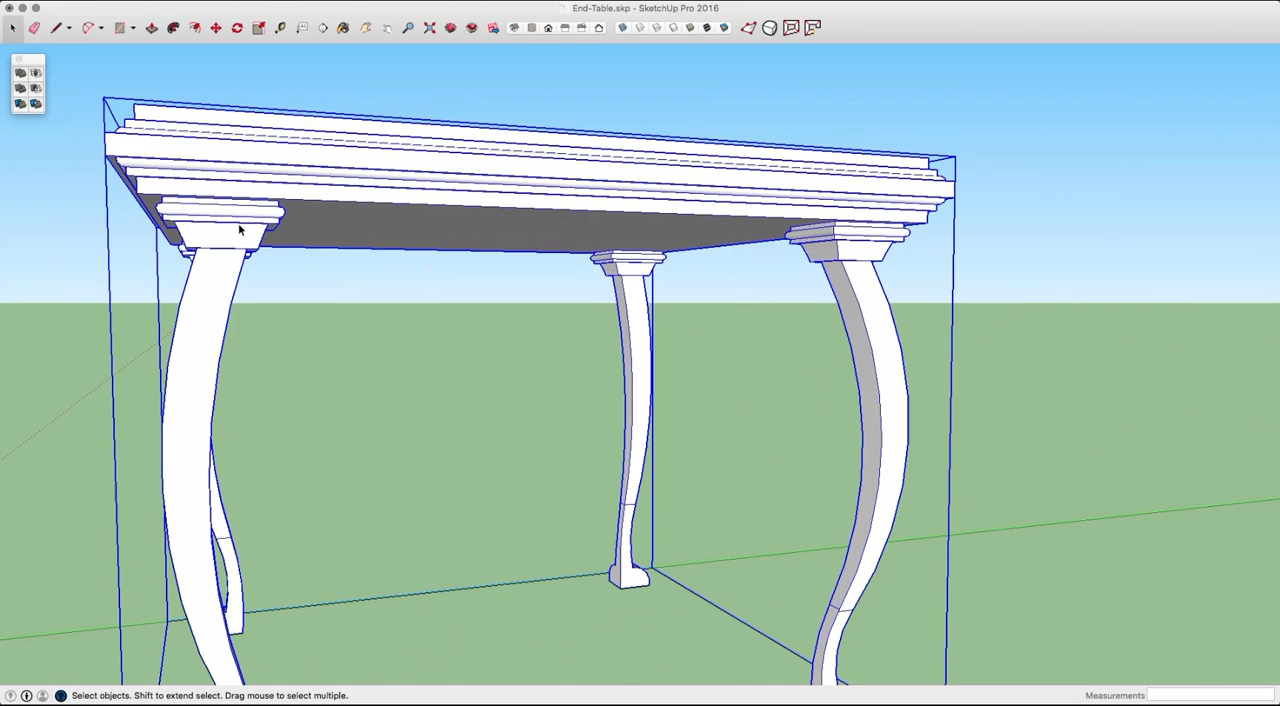 End-Table.skp - SketchUp Pro 2016
Select objects. Shift to extend select. Drag mouse to select multiple.
Measurements